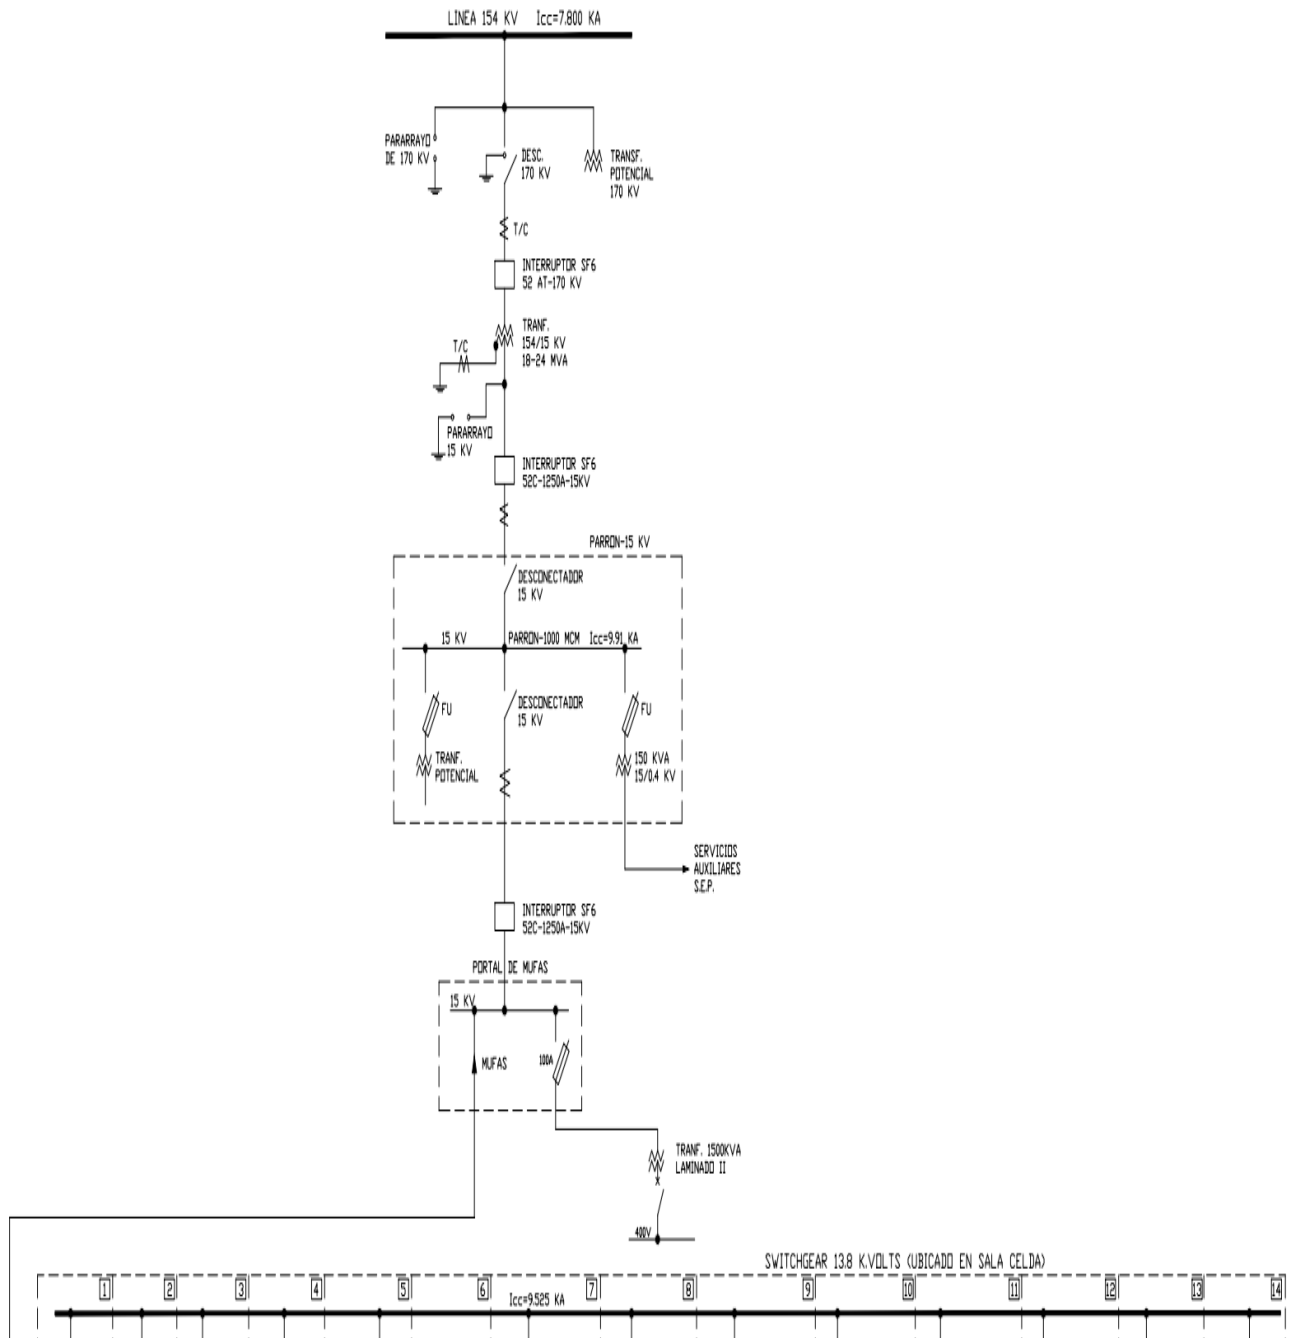 LINEA 154 KV Icc=7.800 KA
PARARRAYO
DE 170 KV
DESC.
170 KV
TRANSF.
POTENCIAL
170 KV
T/C
INTERRUPTOR SF6
52 AT-170 KV
TRANF.
154/15 KV
18-24 MVA
T/C
PARARRAYO
15 KV
INTERRUPTOR SF6
52C-1250A-15KV
PARRON-15 KV
DESCONECTADOR
15 KV
15 KV
PARRON-1000 MCM Icc=9.91 KA
FU
DESCONECTADOR
15 KV
FU
TRANF.
POTENCIAL
150 KVA
15/0.4 KV
SERVICIOS
AUXILIARES
S.E.P.
INTERRUPTOR SF6
52C-1250A-15KV
PORTAL DE MUFAS
15 KV
MUFAS
100A
TRANF. 1500KVA
LAMINADO II
400V
SWITCHGEAR 13.8 K.VOLTS (UBICADO EN SALA CELDA)
1 2 3 4 5 6 7 8 9 10 11 12 13 14
Icc=9.525 KA